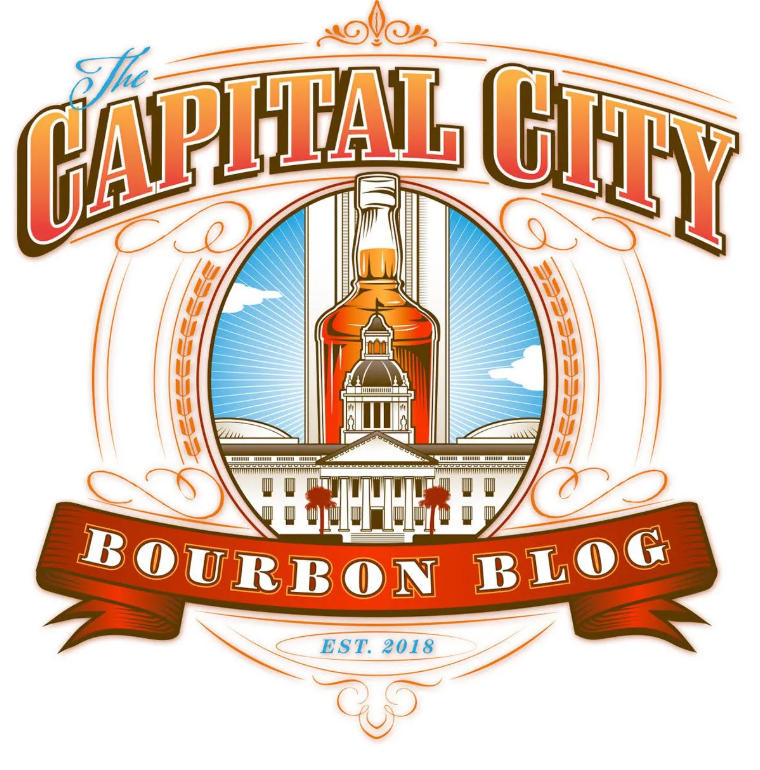 The
CAPITAL CITY
BOURBON BLOG
EST. 2018